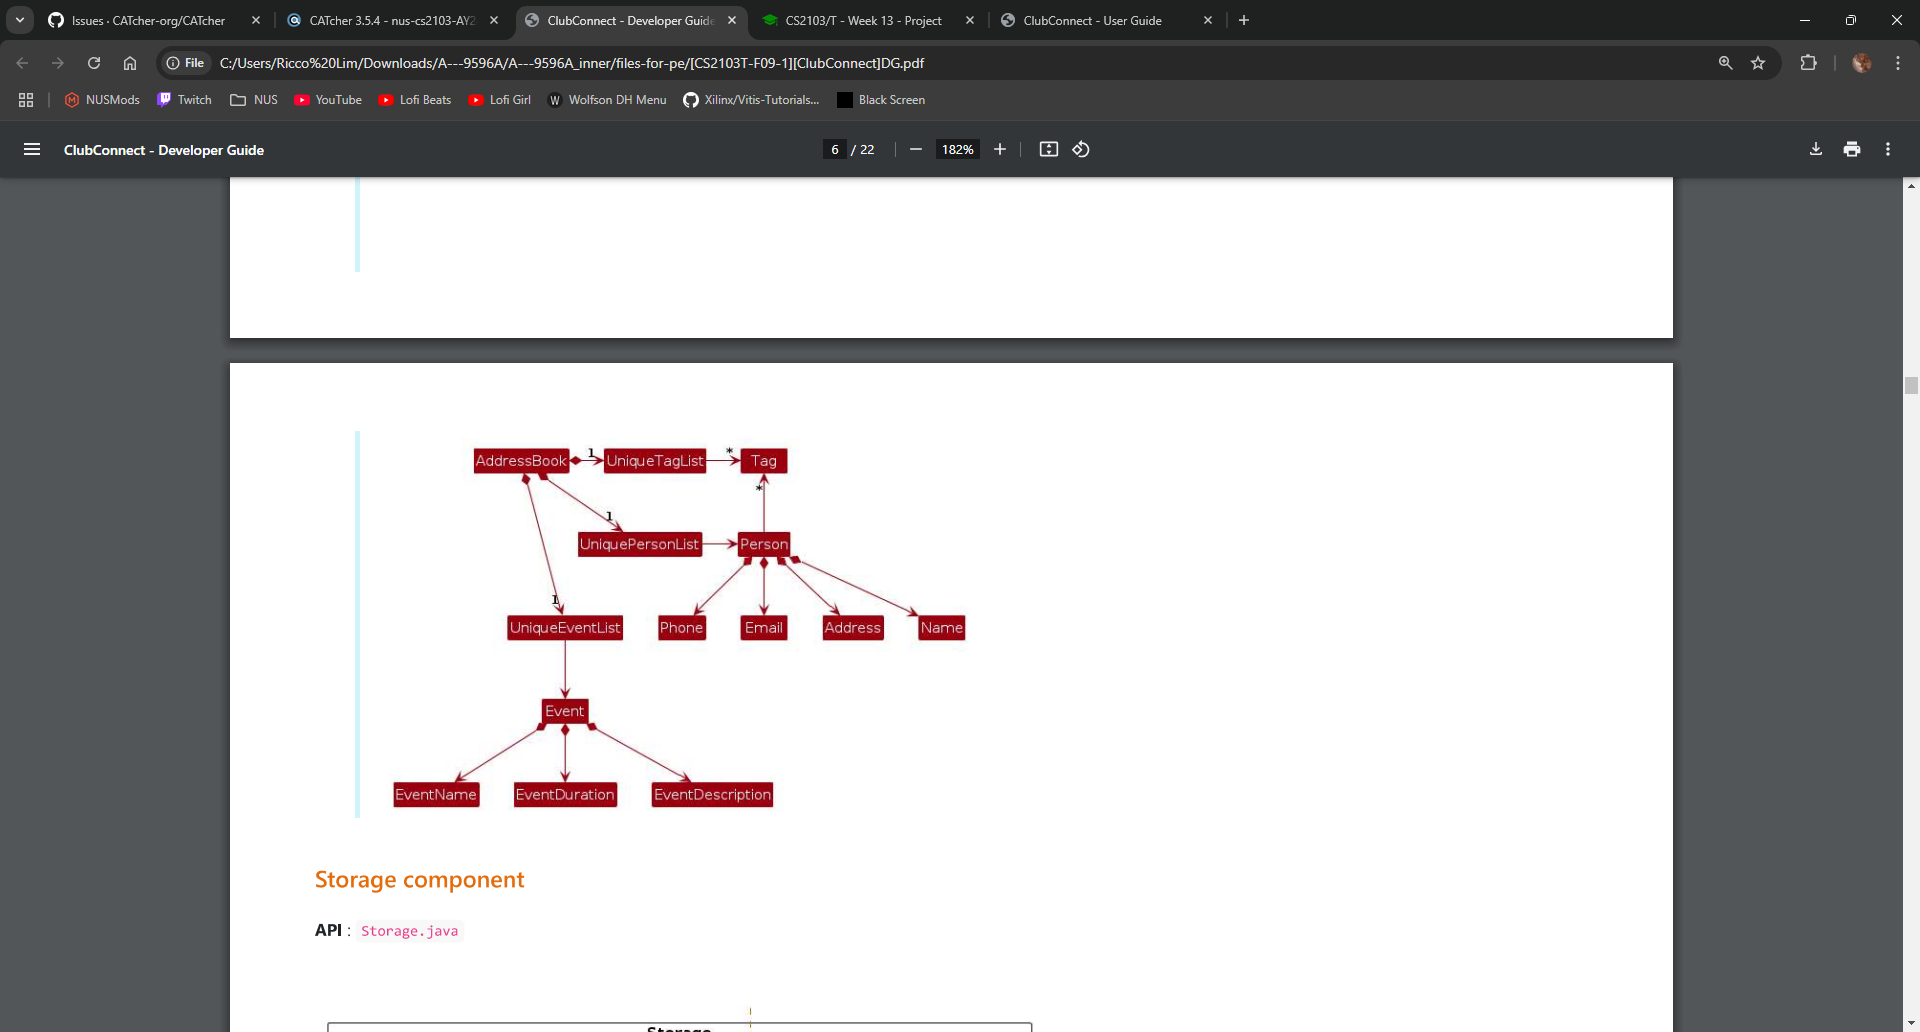 Issues · CATcher-org/CATcher
CATcher 3.5.4 - nus-cs2103-AY2
ClubConnect - Developer Guide
CS2103/T - Week 13 - Project
ClubConnect - User Guide
File
C:/Users/Ricco%20Lim/Downloads/A---9596A/A---9596A_inner/files-for-pe/[CS2103T-F09-1][ClubConnect]DG.pdf
NUSMods
Twitch
NUS
YouTube
Lofi Beats
Lofi Girl
W Wolfson DH Menu
Xilinx/Vitis-Tutorials...
Black Screen
ClubConnect - Developer Guide
6 / 22
182%
AddressBook 1 UniqueTagList * Tag
*
1
UniquePersonList Person
1
UniqueEventList Phone Email Address Name
Event
EventName EventDuration EventDescription
Storage component
API : Storage.java
Storage